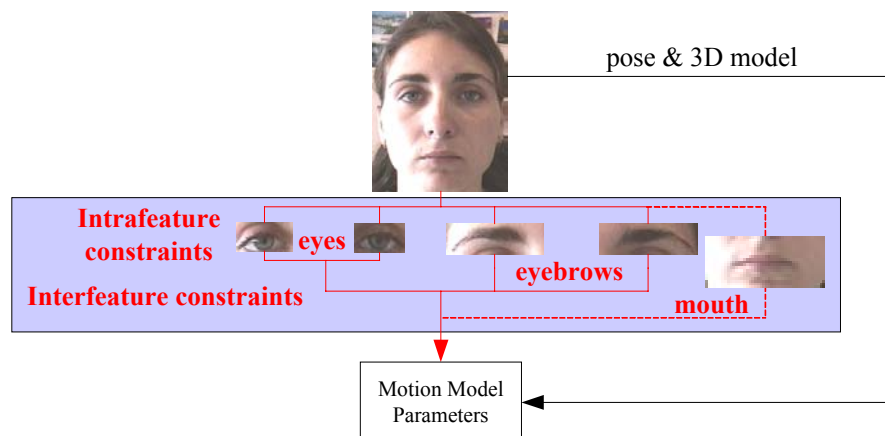 pose & 3D model
Intrafeature
constraints
eyes
eyebrows
Interfeature constraints
mouth
Motion Model
Parameters